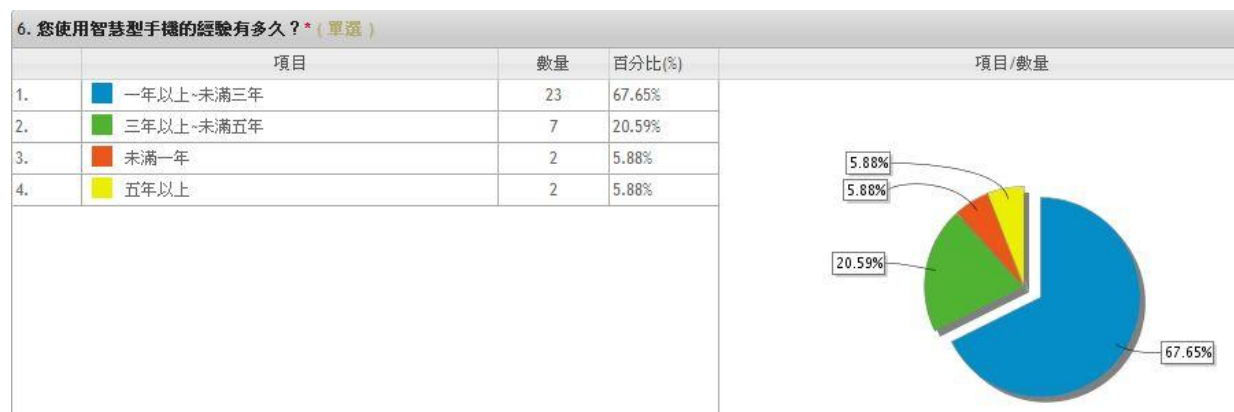 6. 您使用智慧型手機的經驗有多久？*（單選）
項目 數量 百分比(%) 項目/數量
1. 一年以上~未滿三年 23 67.65%
2. 三年以上~未滿五年 7 20.59%
3. 未滿一年 2 5.88%
4. 五年以上 2 5.88%
5.88%
5.88%
20.59%
67.65%